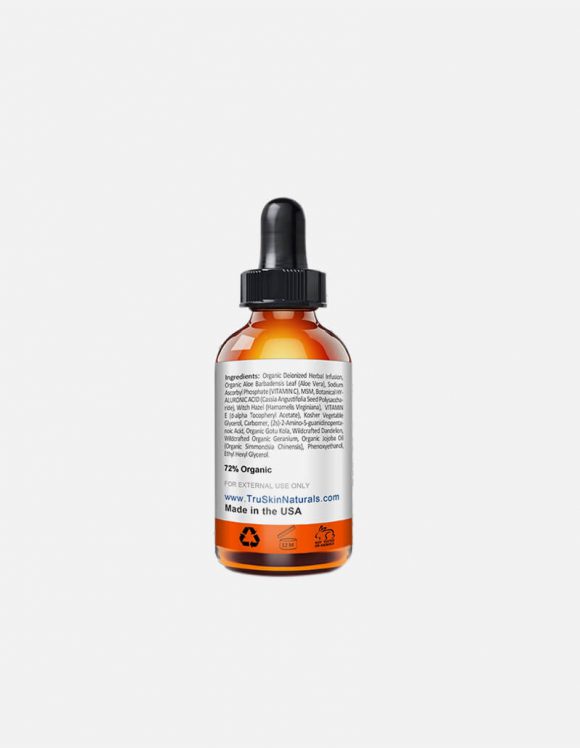 Ingredients: Organic Deionized Herbal Infusion,
Organic Aloe Barbadensis Leaf (Aloe Vera), Sodium
Ascorbyl Phosphate (VITAMIN C), MSM, Botanical HY-
ALURONIC ACID (Cassia Angustifolia Seed Polysaccha-
ride), Witch Hazel (Hamamelis Virginiana), VITAMIN
E (d-alpha Tocopheryl Acetate), Kosher Vegetable
Glycerol, Carbomer, (2s)-2-Amino-5-guanidinopenta-
noic Acid, Organic Gotu Kola, Wildcrafted Dandelion,
Wildcrafted Organic Geranium, Organic Jojoba Oil
(Organic Simmondsia Chinensis), Phenoxyethanol,
Ethyl Hexyl Glycerol.
72% Organic
FOR EXTERNAL USE ONLY
www.TruSkinNaturals.com
Made in the USA
12 M